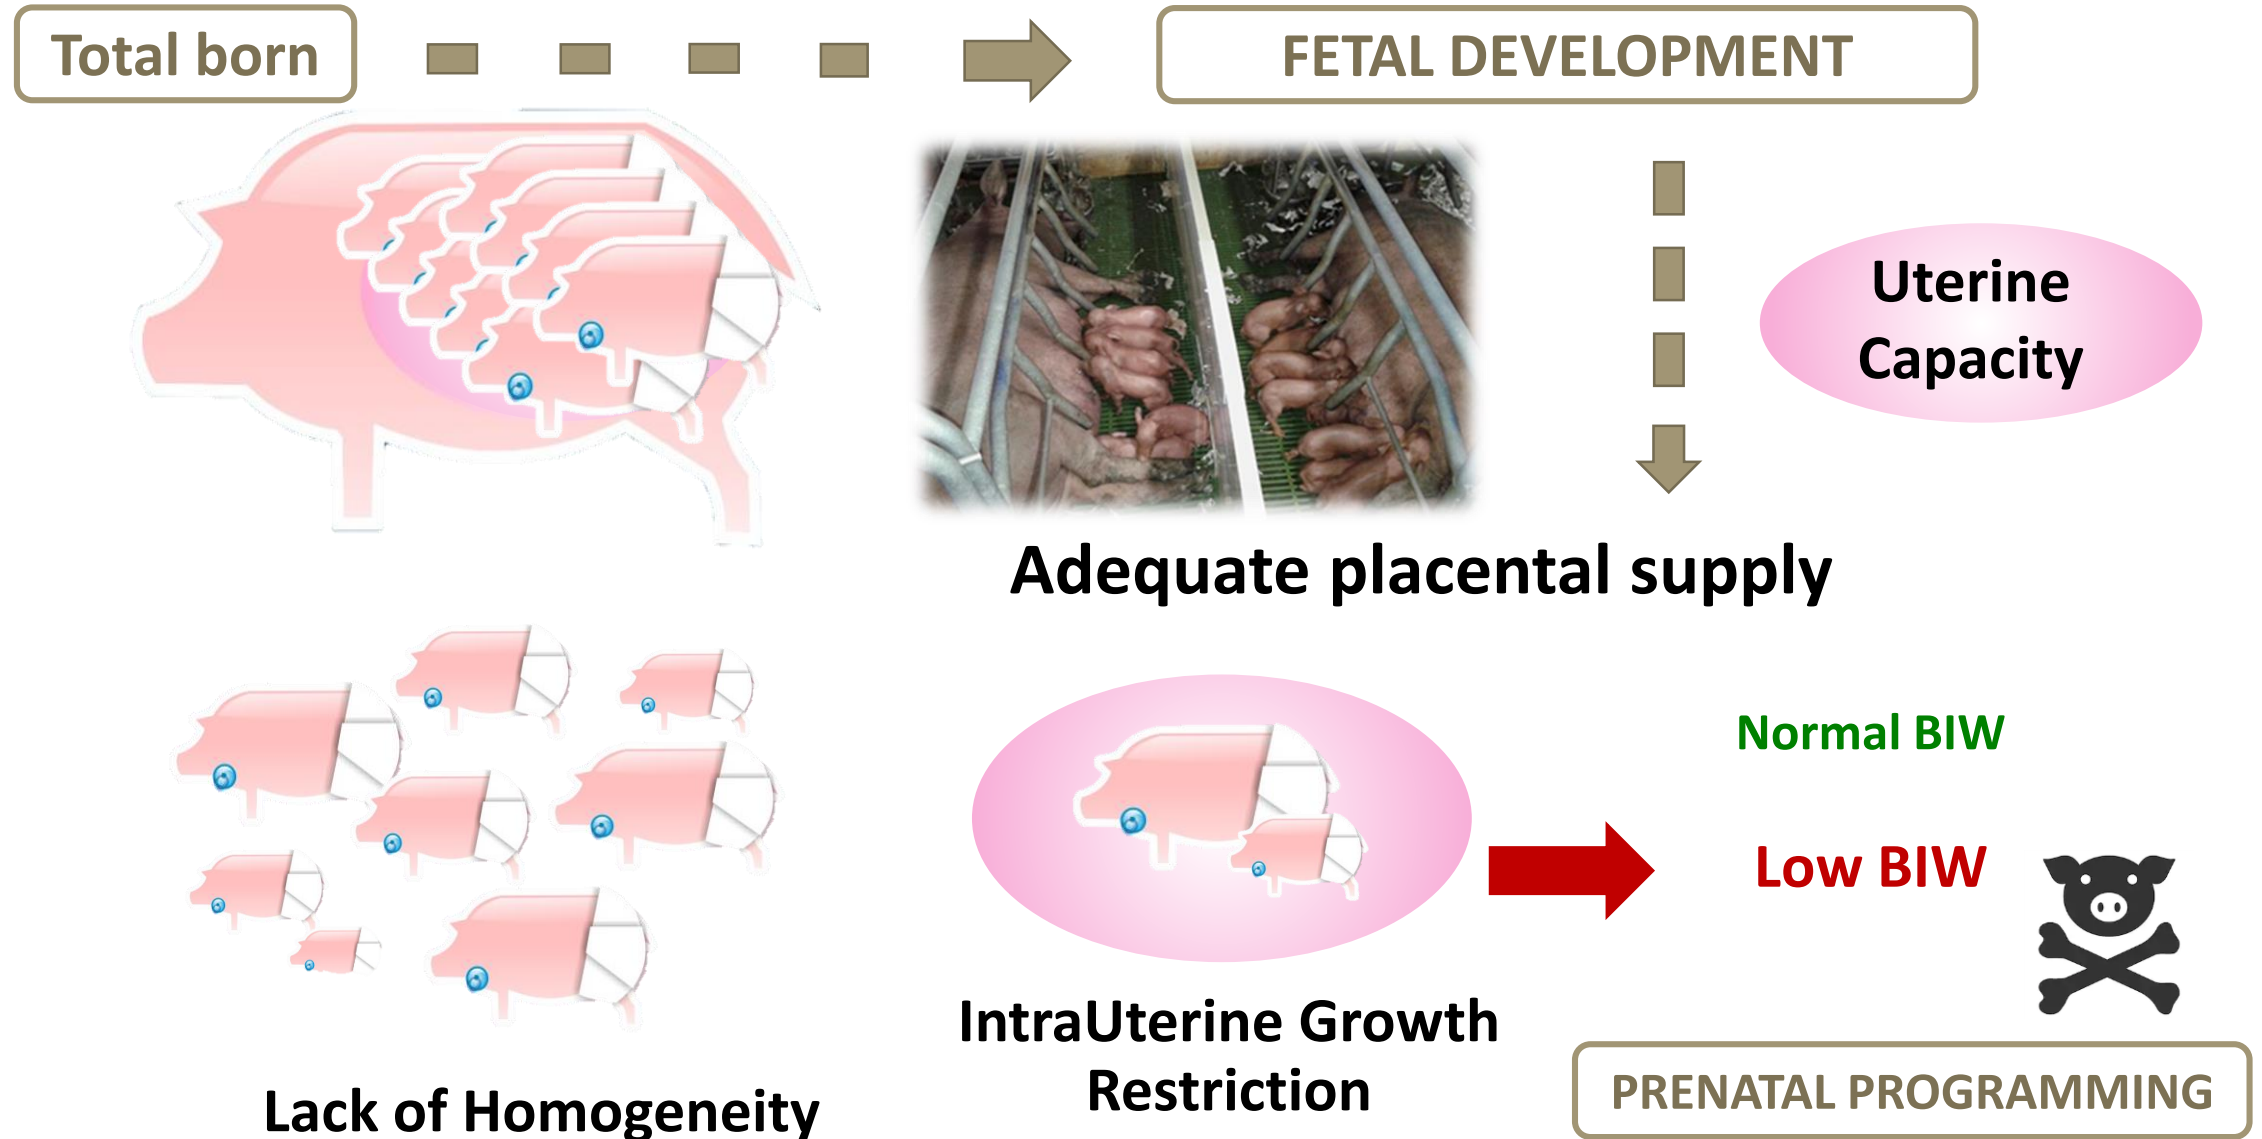 Total born
FETAL DEVELOPMENT
Uterine
Capacity
Adequate placental supply
Normal BIW
Low BIW
IntraUterine Growth
Restriction
Lack of Homogeneity
PRENATAL PROGRAMMING